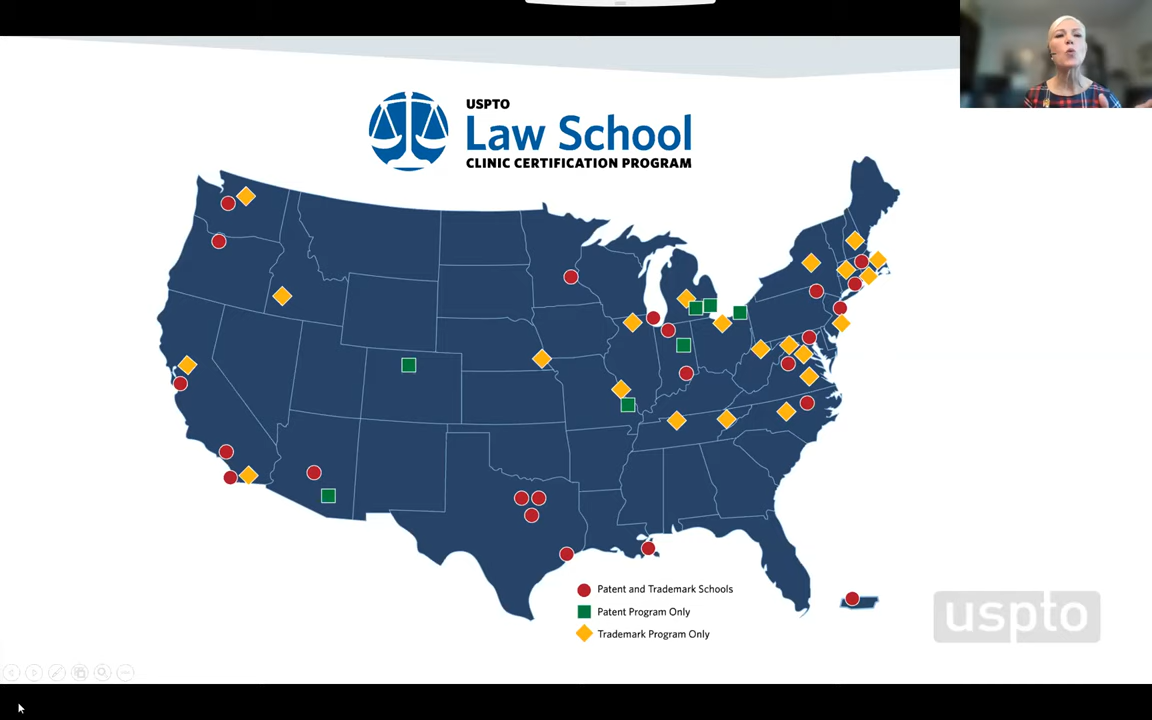 USPTO
Law School
CLINIC CERTIFICATION PROGRAM
Patent and Trademark Schools
Patent Program Only
Trademark Program Only
uspto